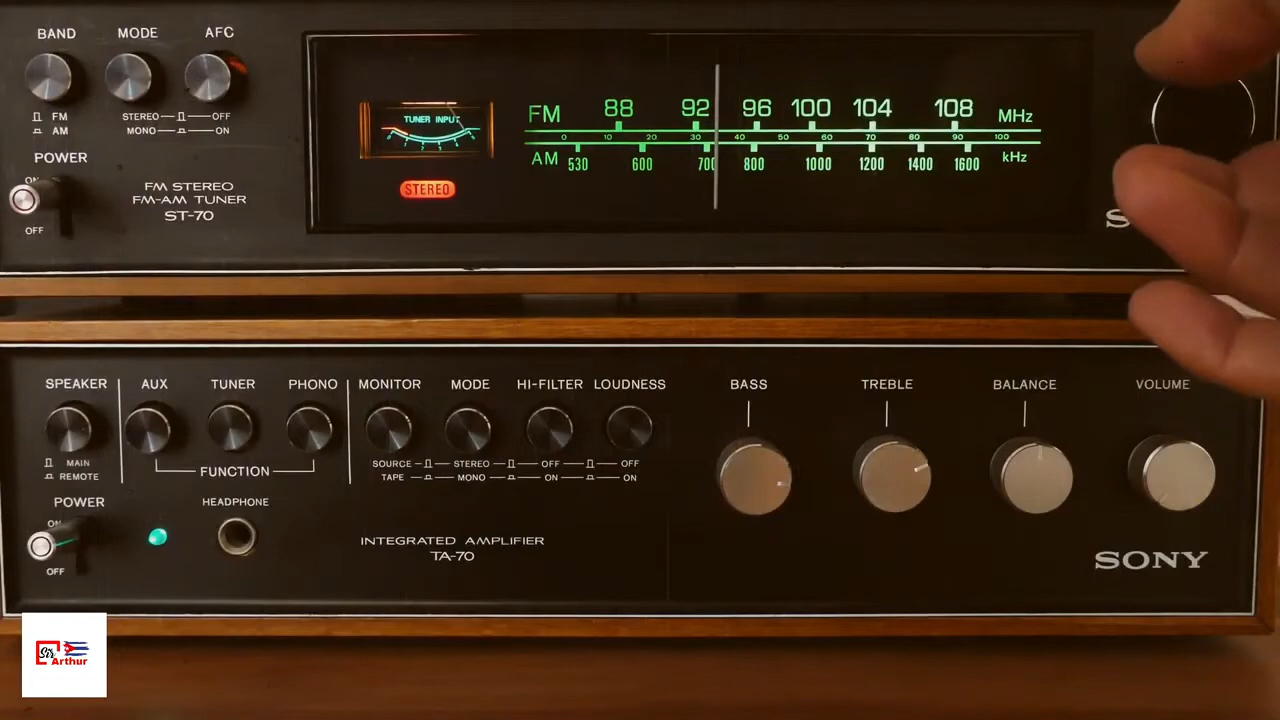 BAND MODE AFC
FM
AM
STEREO OFF
MONO ON
POWER
ON
OFF
FM STEREO
FM-AM TUNER
ST-70
TUNER INPUT
STEREO
FM 88 92 96 100 104 108 MHz
0 10 20 30 40 50 60 70 80 90 100
AM 530 600 700 800 1000 1200 1400 1600 kHz
SPEAKER AUX TUNER PHONO MONITOR MODE HI-FILTER LOUDNESS BASS TREBLE BALANCE VOLUME
MAIN
REMOTE
FUNCTION
SOURCE STEREO OFF OFF
TAPE MONO ON ON
POWER
ON
OFF
HEADPHONE
INTEGRATED AMPLIFIER
TA-70
SONY
Sir
Arthur